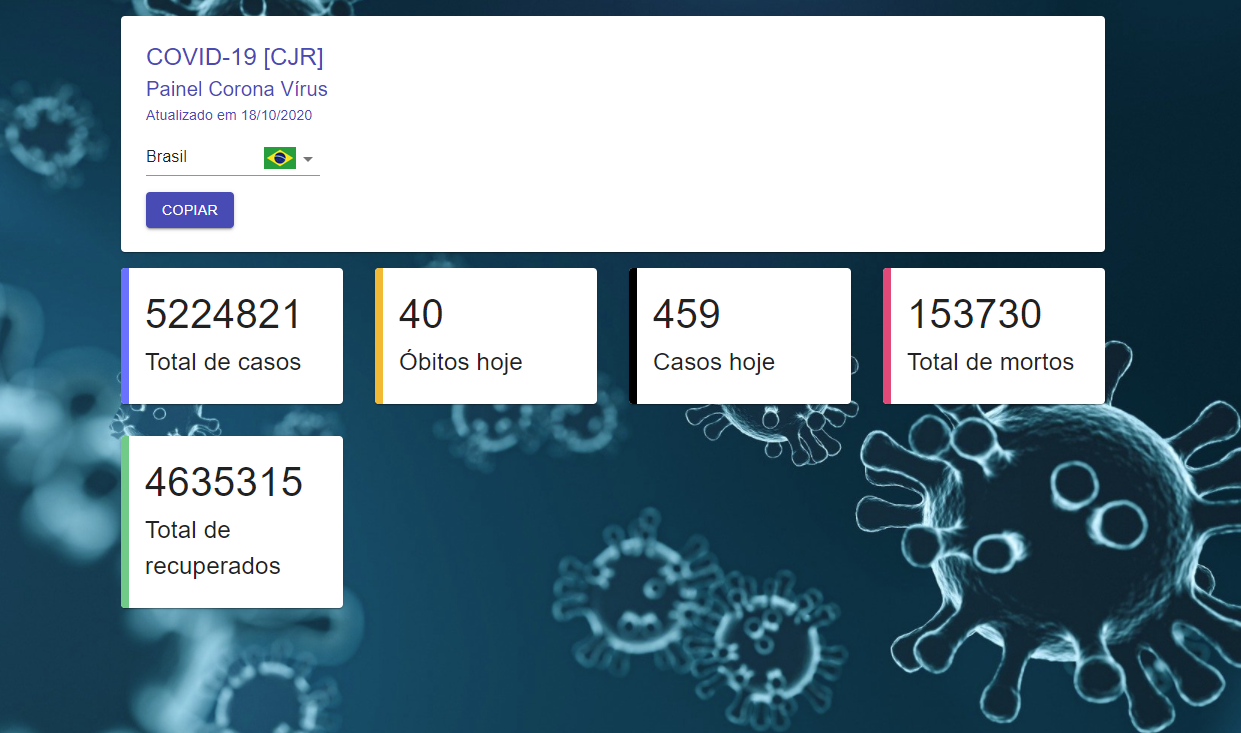 COVID-19 [CJR]
Painel Corona Vírus
Atualizado em 18/10/2020
Brasil
COPIAR
5224821
Total de casos
40
Óbitos hoje
459
Casos hoje
153730
Total de mortos
4635315
Total de
recuperados